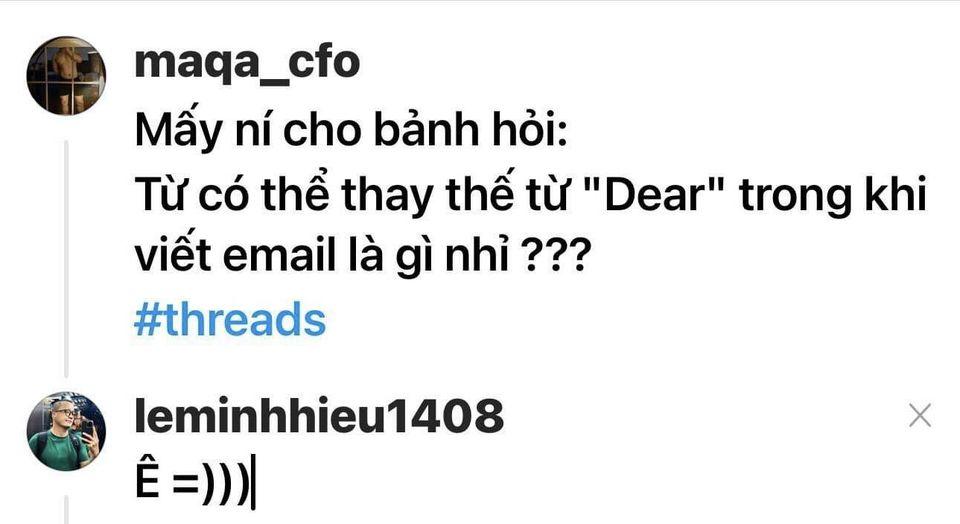 maqa_cfo
Mấy ní cho bảnh hỏi:
Từ có thể thay thế từ "Dear" trong khi
viết email là gì nhỉ ???
#threads
leminhhieu1408
Ê =)))